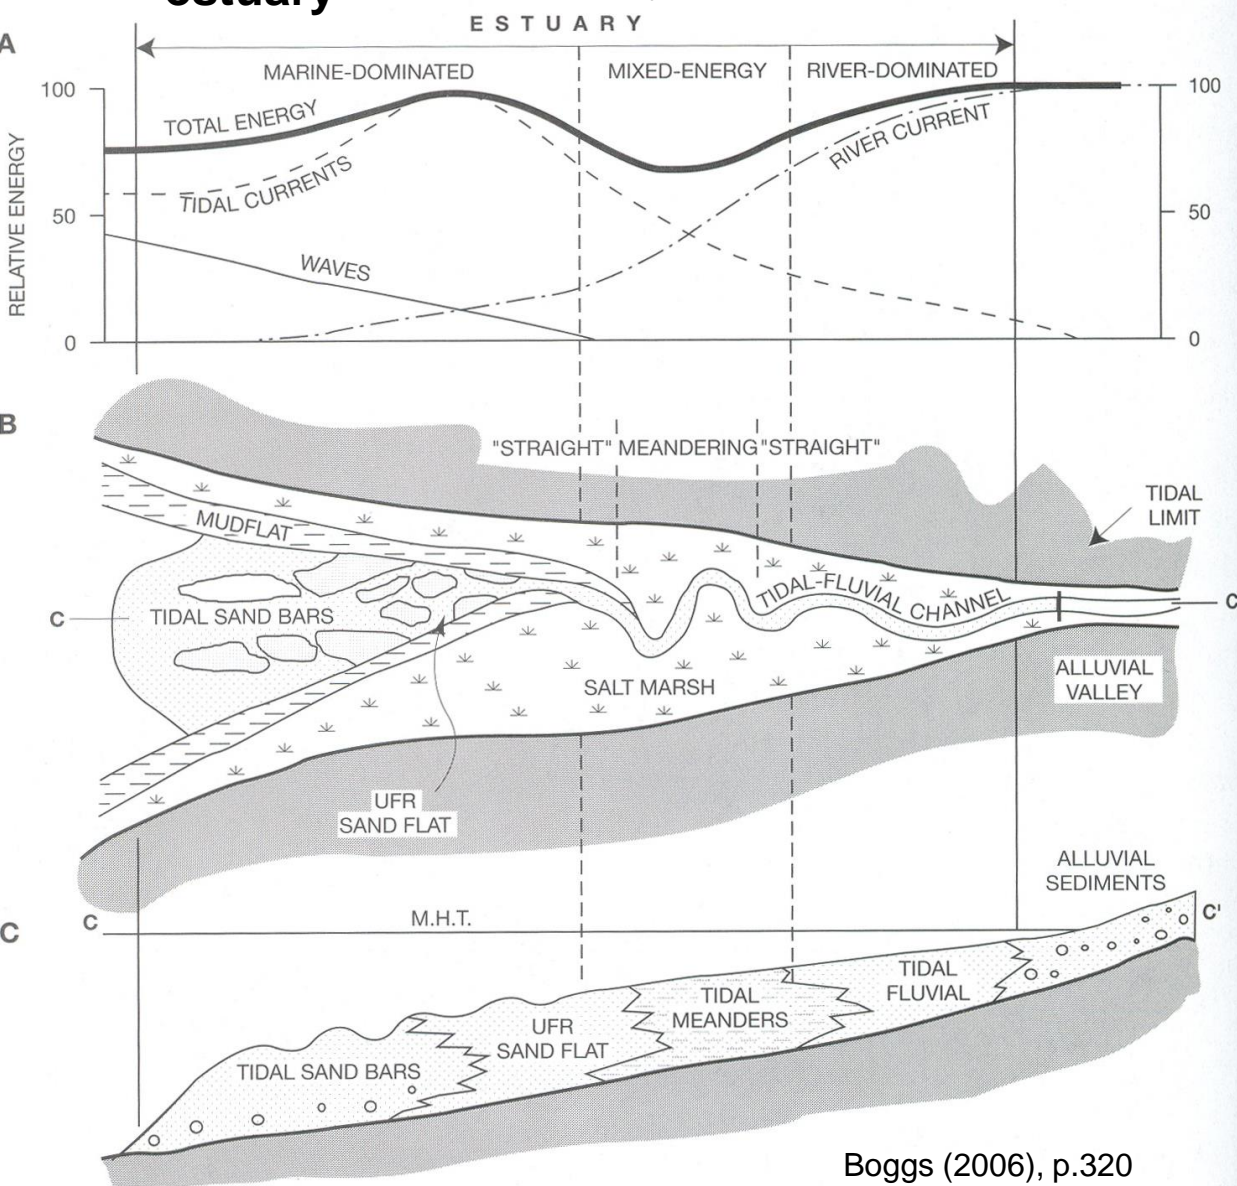 estuary
ESTUARY
A
MARINE-DOMINATED
MIXED-ENERGY
RIVER-DOMINATED
100
100
TOTAL ENERGY
RIVER CURRENT
TIDAL CURRENTS
RELATIVE ENERGY
50
50
WAVES
0
0
B
"STRAIGHT" MEANDERING "STRAIGHT"
TIDAL
LIMIT
MUDFLAT
TIDAL-FLUVIAL CHANNEL
C
TIDAL SAND BARS
C
SALT MARSH
ALLUVIAL
VALLEY
UFR
SAND FLAT
ALLUVIAL
SEDIMENTS
C
C
M.H.T.
C'
TIDAL
FLUVIAL
TIDAL
MEANDERS
UFR
SAND FLAT
TIDAL SAND BARS
Boggs (2006), p.320